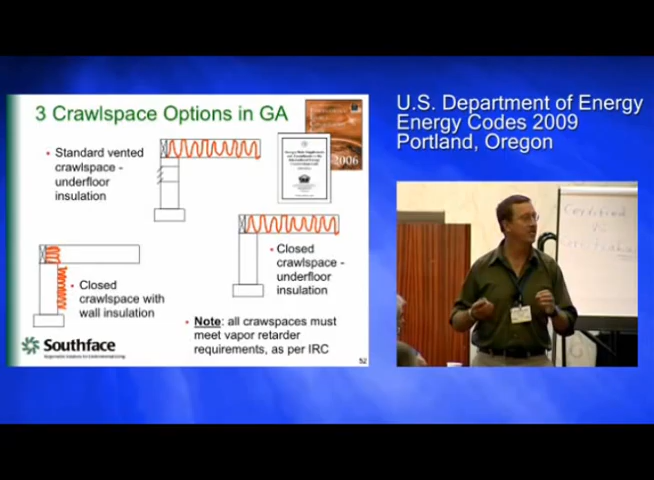 3 Crawlspace Options in GA
2006
• Standard vented
crawlspace -
underfloor
insulation
• Closed
crawlspace -
underfloor
insulation
• Closed
crawlspace with
wall insulation
• Note: all crawspaces must
meet vapor retarder
requirements, as per IRC
Southface
52
U.S. Department of Energy
Energy Codes 2009
Portland, Oregon